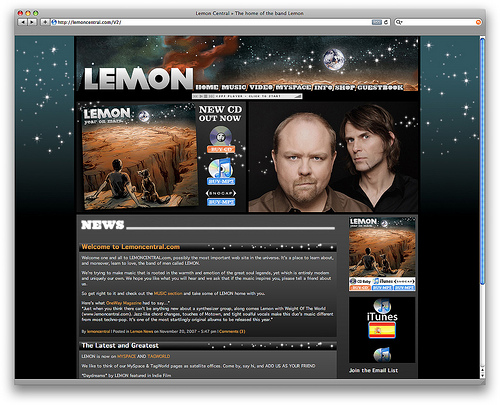 Lemon Central » The home of the band Lemon
http://lemoncentral.com/V2/
LEMON
HOME MUSIC VIDEO MYSPACE INFO SHOP GUESTBOOK
LEMON
year on mars.
NEW CD
OUT NOW
BUY-CD
BUY-MP3
SNOCAP
BUY-MP3
NEWS
Welcome to Lemoncentral.com
Welcome one and all to LEMONCENTRAL.com, possibly the most important web site in the universe. It's a place to learn about,
and moreover, learn to love, the band of men called LEMON.
We're trying to make music that is rooted in the warmth and emotion of the great soul legends, yet which is entirely modern
and uniquely our own. We hope you like what you will hear and we ask that if the music inspires you, please tell a friend about
us.
So get right to it and check out the MUSIC section and take some of LEMON home with you.
Here's what OneWay Magazine had to say..."
"Just when you think there can't be anything new about a synthesizer group, along comes Lemon with Weight Of The World
(www.lemoncentral.com). Jazz-like chord changes, touches of Motown, and tight soulful vocals make this duo's music different
from most techno-pop. It's one of the most startlingly original albums to be released this year."
By lemoncentral | Posted in Lemon News on November 20, 2007 - 5:47 pm | Comments (3)
The Latest and Greatest
LEMON is now on MYSPACE AND TAGWORLD
We like to think of our MySpace & TagWorld pages as satellite offices. Come by, say hi, and ADD US AS YOUR FRIEND
"Daydreams" by LEMON featured in Indie Film
LEMON
CD Baby
iTunes
iTunes
Join the Email List